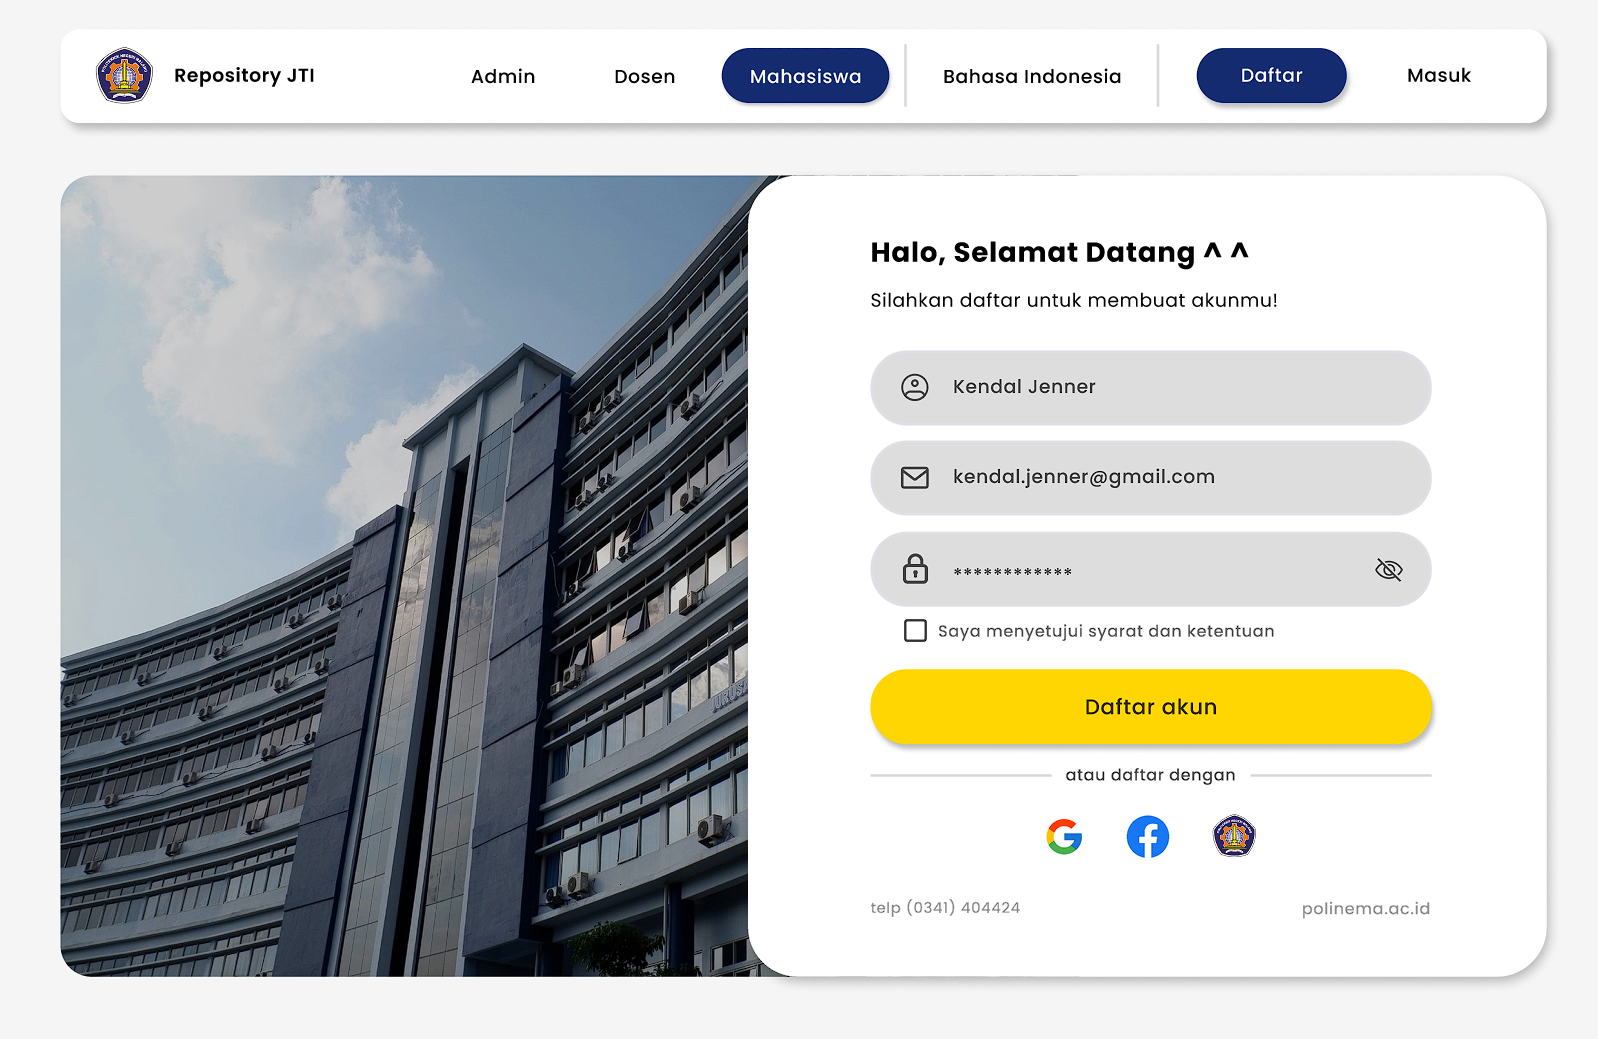 Repository JTI
Admin
Dosen
Mahasiswa
Bahasa Indonesia
Daftar
Masuk
Halo, Selamat Datang ^ ^
Silahkan daftar untuk membuat akunmu!
Kendal Jenner
kendal.jenner@gmail.com
************
Saya menyetujui syarat dan ketentuan
Daftar akun
atau daftar dengan
telp (0341) 404424
polinema.ac.id